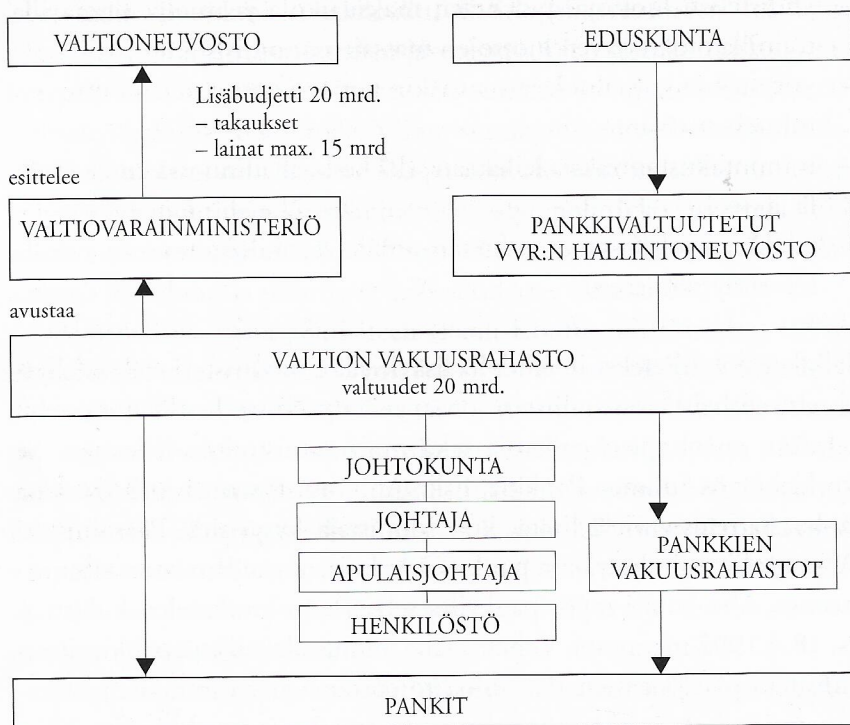 VALTIONEUVOSTO
EDUSKUNTA
Lisäbudjetti 20 mrd.
– takaukset
– lainat max. 15 mrd
esittelee
VALTIOVARAINMINISTERIÖ
PANKKIVALTUUTETUT
VVR:N HALLINTONEUVOSTO
avustaa
VALTION VAKUUSRAHASTO
valtuudet 20 mrd.
JOHTOKUNTA
JOHTAJA
APULAISJOHTAJA
HENKILÖSTÖ
PANKKIEN
VAKUUSRAHASTOT
PANKIT